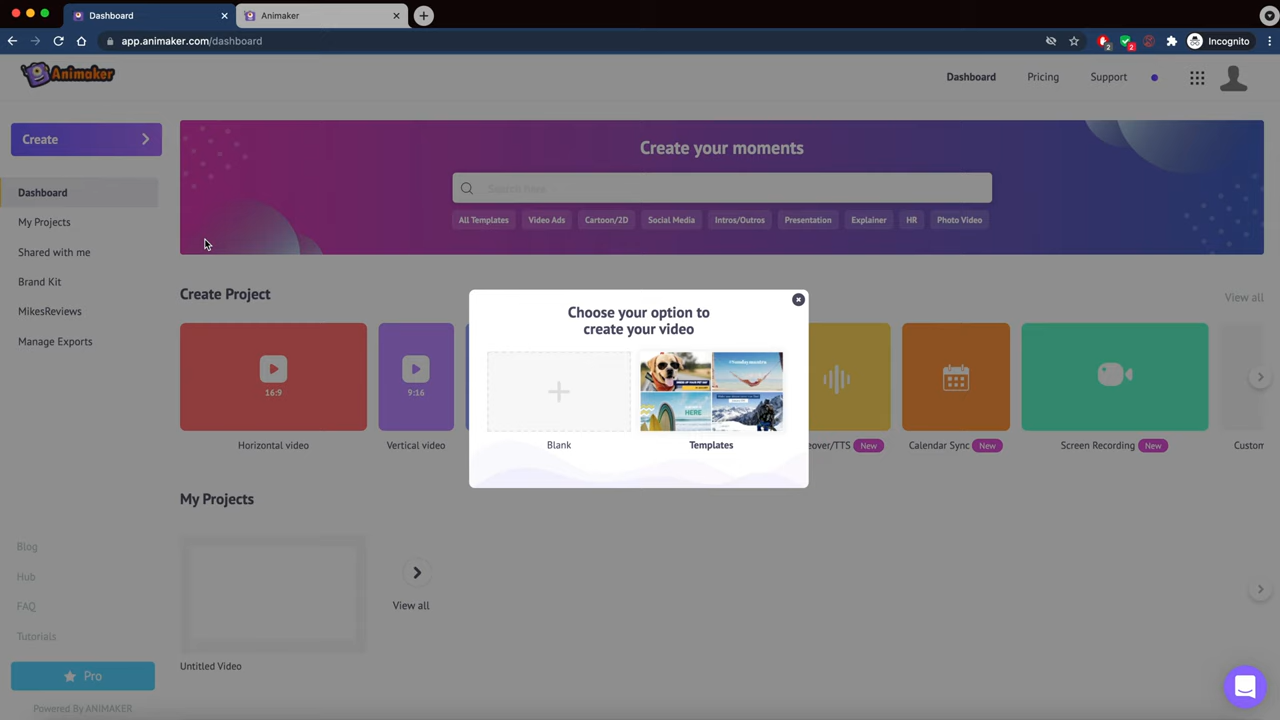 Dashboard
Animaker
app.animaker.com/dashboard
2
2
Incognito
Animaker
Dashboard
Pricing
Support
Create
Dashboard
My Projects
Shared with me
Brand Kit
MikesReviews
Manage Exports
Blog
Hub
FAQ
Tutorials
Pro
Powered By ANIMAKER
Create your moments
Search here
All Templates
Video Ads
Cartoon/2D
Social Media
Intros/Outros
Presentation
Explainer
HR
Photo Video
Create Project
View all
16:9
9:16
Horizontal video
Vertical video
over/TTS
New
Calendar Sync
New
Screen Recording
New
Custom
Choose your option to
create your video
HERE
Blank
Templates
My Projects
View all
Untitled Video